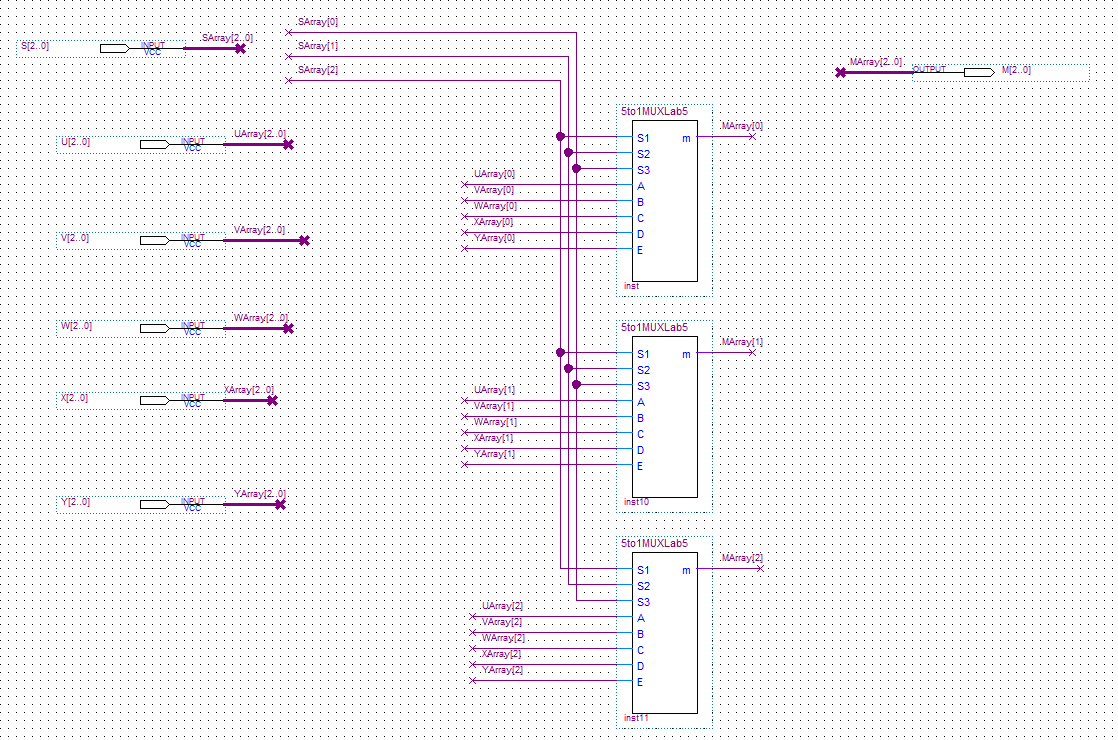 SArray[0]
S[2..0] INPUT VCC SArray[2..0]
SArray[1]
SArray[2]
MArray[2..0] OUTPUT M[2..0]
5to1MUXLab5
U[2..0] INPUT VCC UArray[2..0]
S1 m MArray[0]
S2
S3
UArray[0] A
VArray[0] B
WArray[0] C
XArray[0] D
YArray[0] E
inst
V[2..0] INPUT VCC VArray[2..0]
W[2..0] INPUT VCC WArray[2..0]
5to1MUXLab5
S1 m MArray[1]
S2
S3
UArray[1] A
VArray[1] B
WArray[1] C
XArray[1] D
YArray[1] E
inst10
X[2..0] INPUT VCC XArray[2..0]
Y[2..0] INPUT VCC YArray[2..0]
5to1MUXLab5
S1 m MArray[2]
S2
S3
UArray[2] A
VArray[2] B
WArray[2] C
XArray[2] D
YArray[2] E
inst11